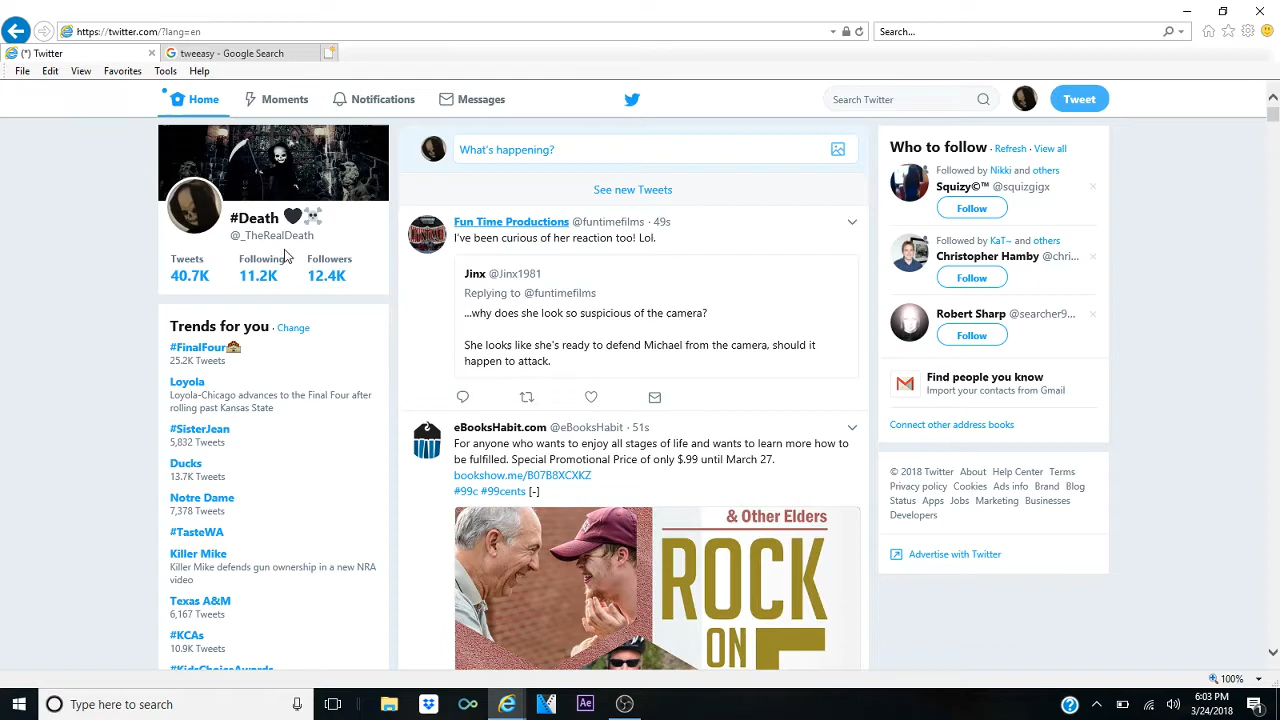 https://twitter.com/?lang=en
Search...
(*) Twitter
tweeasy - Google Search
File Edit View Favorites Tools Help
Home Moments Notifications Messages
Search Twitter
Tweet
#Death
@_TheRealDeath
Tweets Following Followers
40.7K 11.2K 12.4K
Trends for you · Change
#FinalFour
25.2K Tweets
Loyola
Loyola-Chicago advances to the Final Four after
rolling past Kansas State
#SisterJean
5,832 Tweets
Ducks
13.7K Tweets
Notre Dame
7,378 Tweets
#TasteWA
Killer Mike
Killer Mike defends gun ownership in a new NRA
video
Texas A&M
6,167 Tweets
#KCAs
10.9K Tweets
#KidsChoiceAwards
What's happening?
See new Tweets
Fun Time Productions @funtimefilms · 49s
I've been curious of her reaction too! Lol.
Jinx @Jinx1981
Replying to @funtimefilms
...why does she look so suspicious of the camera?
She looks like she's ready to defend Michael from the camera, should it
happen to attack.
eBooksHabit.com @eBooksHabit · 51s
For anyone who wants to enjoy all stages of life and wants to learn more how to
be fulfilled. Special Promotional Price of only $.99 until March 27.
bookshow.me/B07B8XCXKZ
#99c #99cents [-]
& Other Elders
ROCK
ON
Who to follow · Refresh · View all
Followed by Nikki and others
Squizy©™ @squizgigx
Follow
Followed by KaT~ and others
Christopher Hamby @chri...
Follow
Robert Sharp @searcher9...
Follow
Find people you know
Import your contacts from Gmail
Connect other address books
© 2018 Twitter About Help Center Terms
Privacy policy Cookies Ads info Brand Blog
Status Apps Jobs Marketing Businesses
Developers
Advertise with Twitter
100%
Type here to search
Ae
6:03 PM
3/24/2018